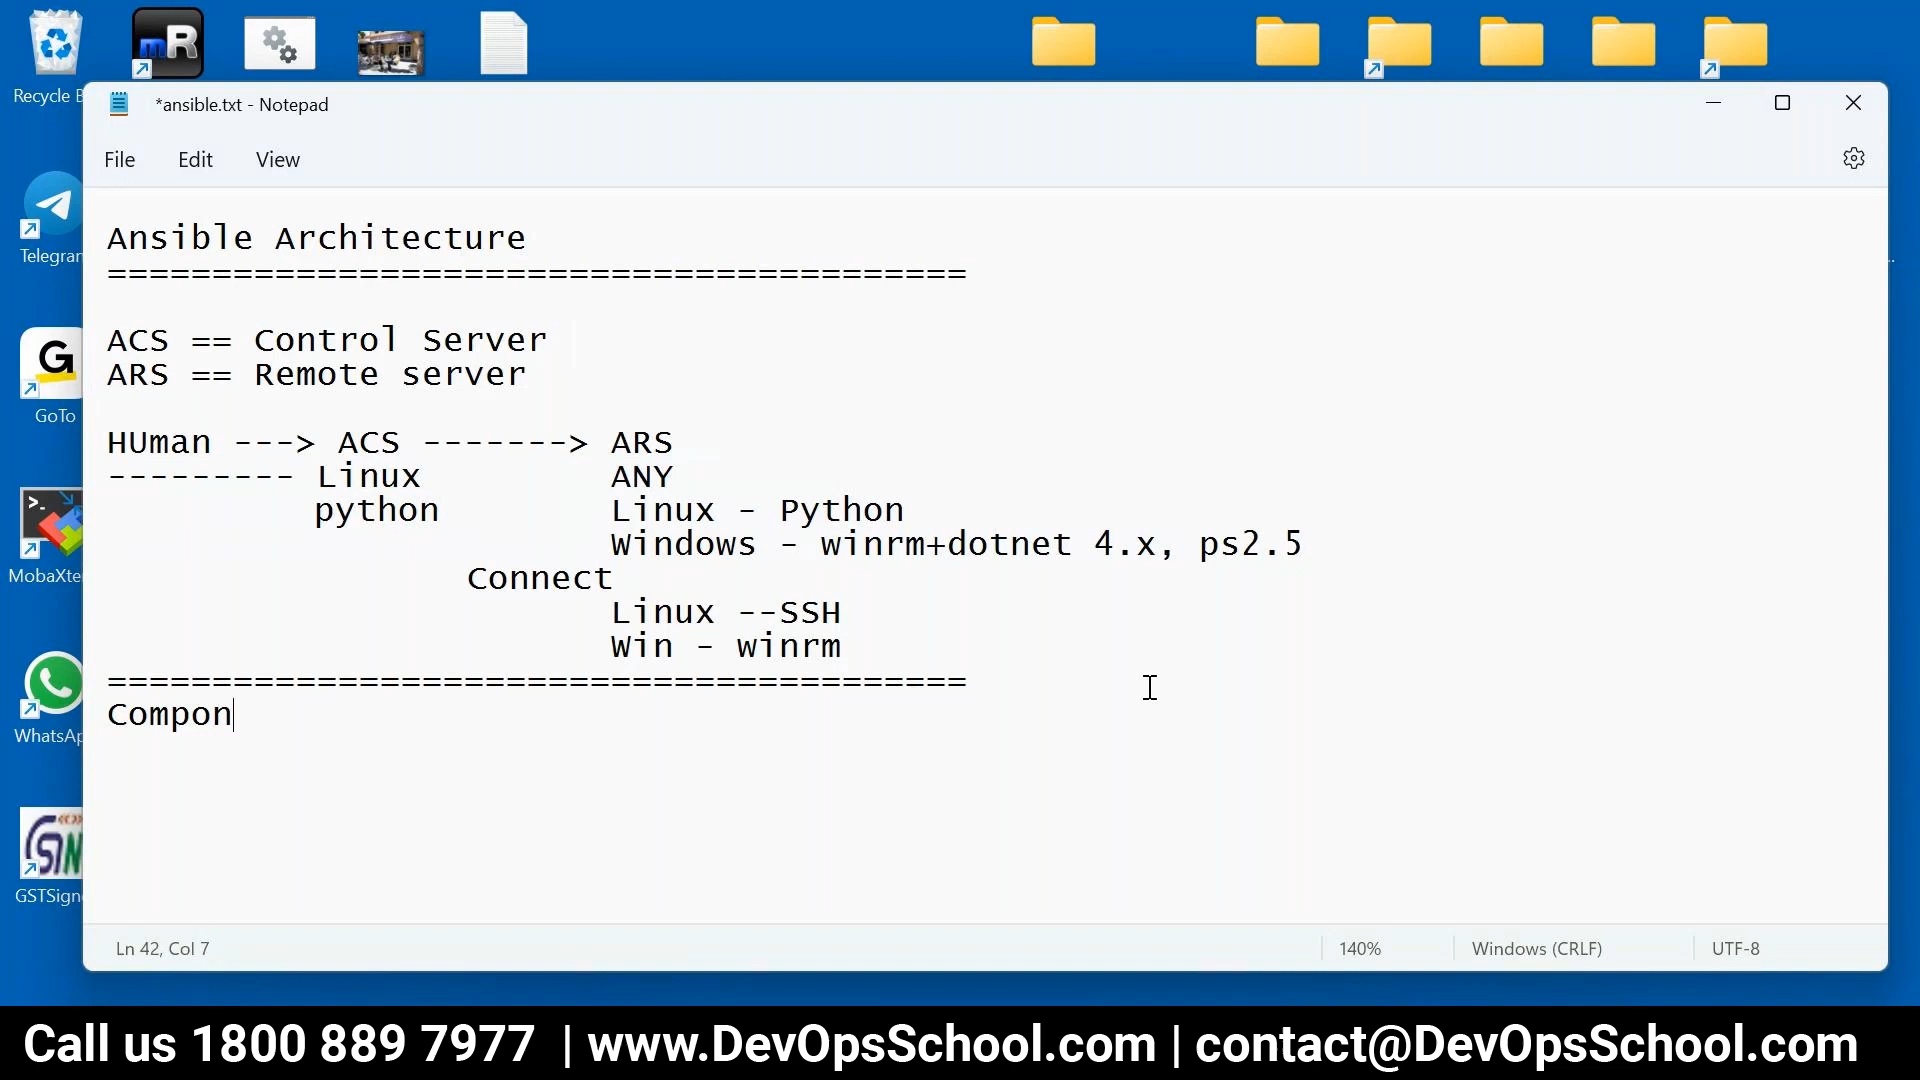 Recycle B
mR
*ansible.txt - Notepad
File Edit View
Ansible Architecture
=========================================
ACS == Control Server
ARS == Remote server
HUman ---> ACS -------> ARS
--------- Linux ANY
python Linux - Python
Windows - winrm+dotnet 4.x, ps2.5
Connect
Linux --SSH
Win - winrm
=========================================
Compon
Telegran
G
GoTo
MobaXte
WhatsAp
GSTSign
Ln 42, Col 7
140%
Windows (CRLF)
UTF-8
Call us 1800 889 7977 | www.DevOpsSchool.com | contact@DevOpsSchool.com